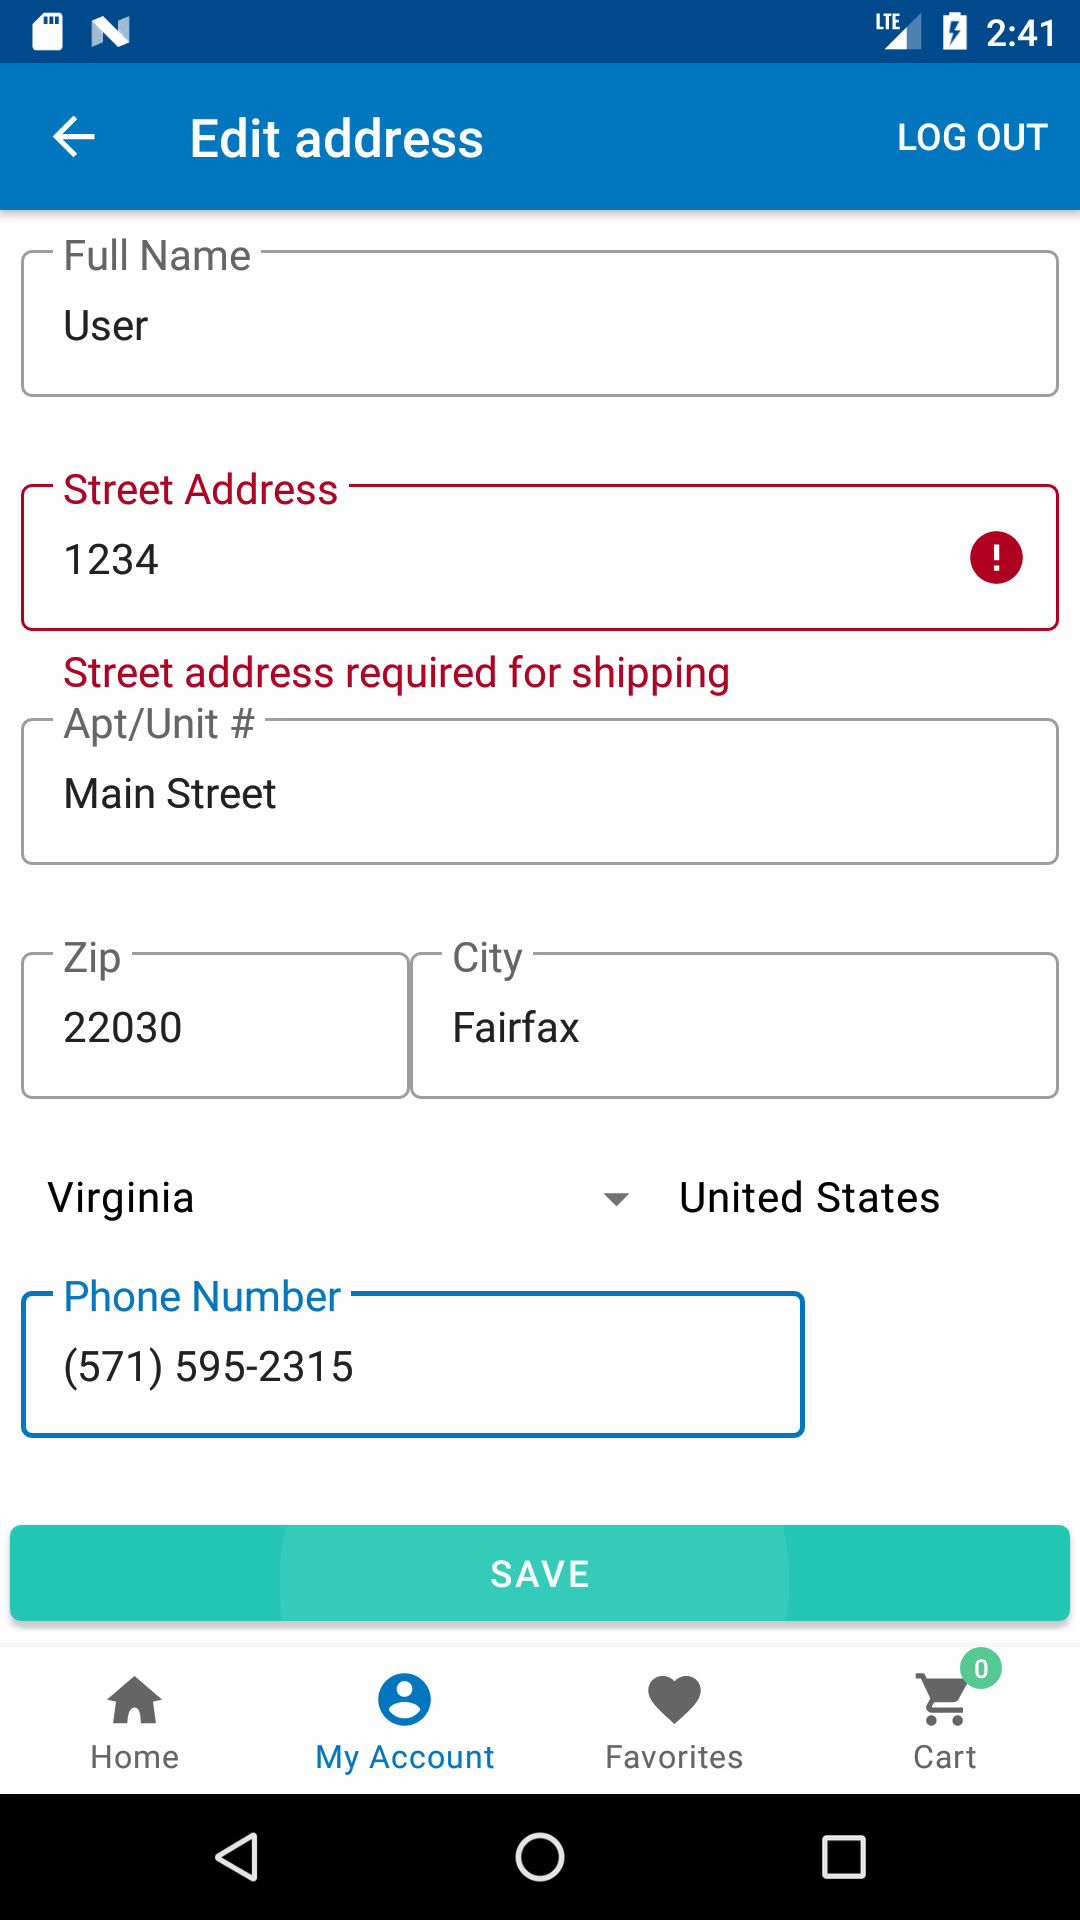 LTE 2:41
Edit address LOG OUT
Full Name
User
Street Address
1234
!
Street address required for shipping
Apt/Unit #
Main Street
Zip City
22030 Fairfax
Virginia United States
Phone Number
(571) 595-2315
SAVE
0
Home My Account Favorites Cart